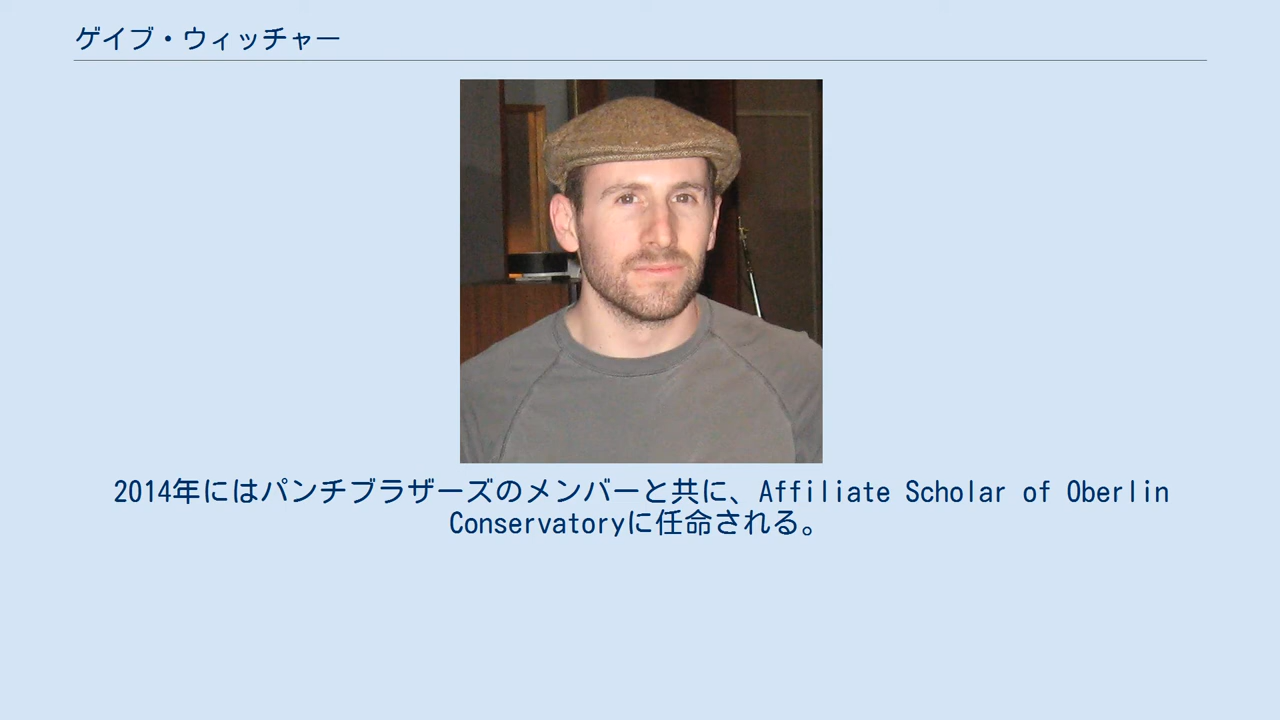 ゲイブ・ウィッチャー
2014年にはパンチブラザーズのメンバーと共に、Affiliate Scholar of Oberlin
Conservatoryに任命される。